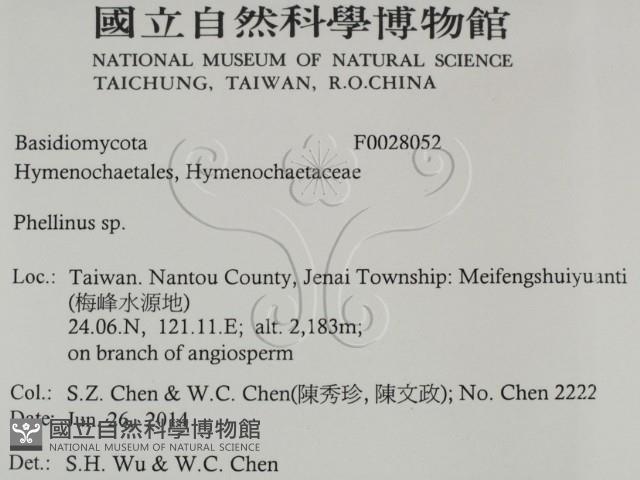 國立自然科學博物館
NATIONAL MUSEUM OF NATURAL SCIENCE
TAICHUNG, TAIWAN, R.O.CHINA
Basidiomycota F0028052
Hymenochaetales, Hymenochaetaceae
Phellinus sp.
Loc.: Taiwan. Nantou County, Jenai Township: Meifengshuiyuanti
(梅峰水源地)
24.06.N, 121.11.E; alt. 2,183m;
on branch of angiosperm
Col.: S.Z. Chen & W.C. Chen(陳秀珍, 陳文政); No. Chen 2222
Date: Jun. 26, 2014
國立自然科學博物館
NATIONAL MUSEUM OF NATURAL SCIENCE
Det.: S.H. Wu & W.C. Chen